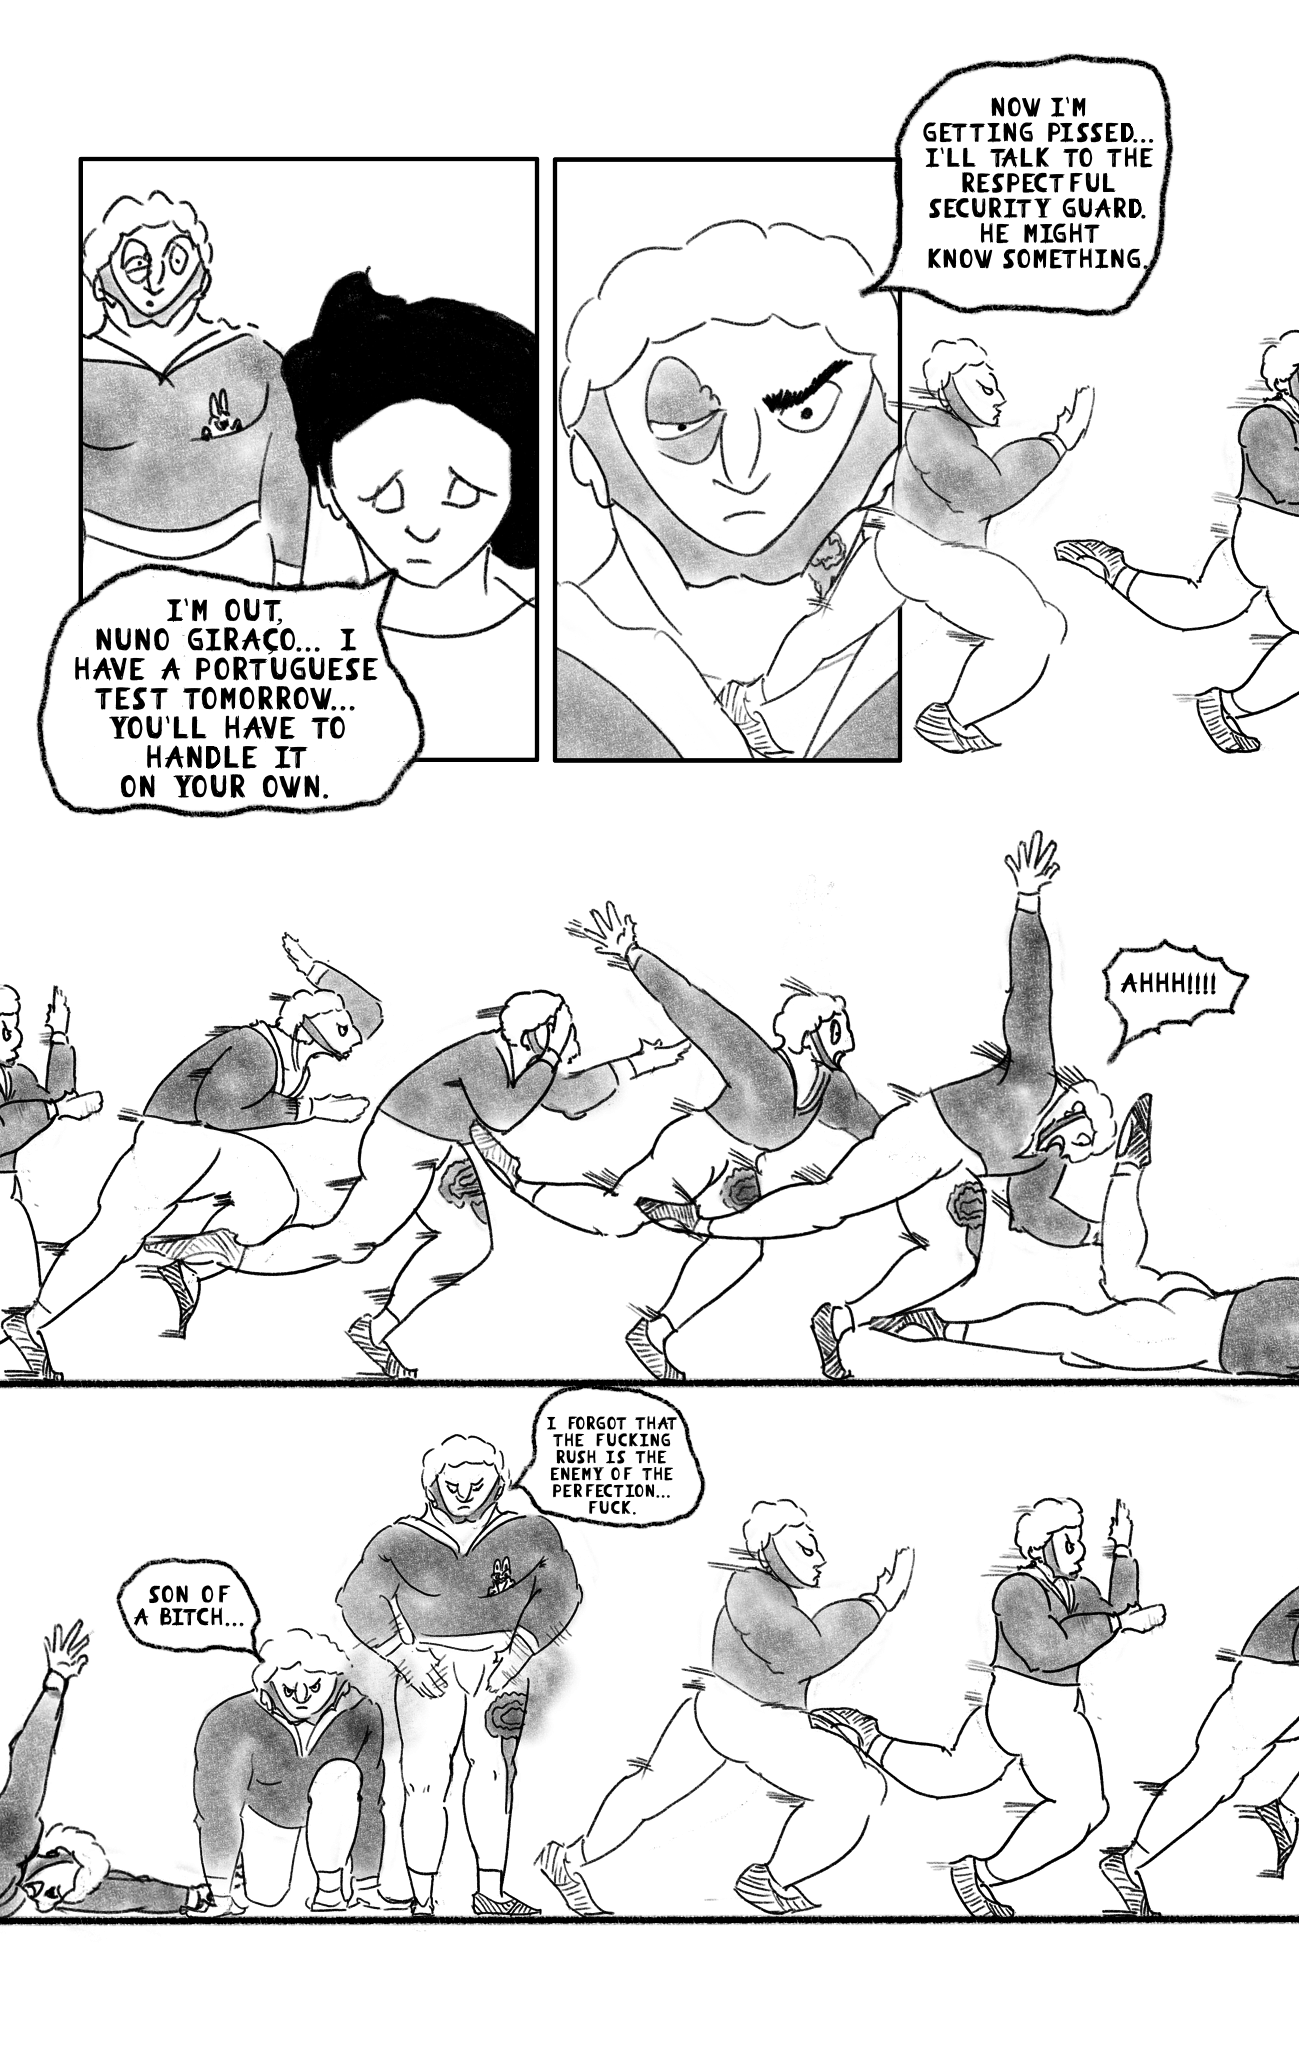 I'M OUT,
NUNO GIRAÇO... I
HAVE A PORTUGUESE
TEST TOMORROW...
YOU'LL HAVE TO
HANDLE IT
ON YOUR OWN.
NOW I'M
GETTING PISSED...
I'LL TALK TO THE
RESPECTFUL
SECURITY GUARD.
HE MIGHT
KNOW SOMETHING.
AHHH!!!!
SON OF
A BITCH...
I FORGOT THAT
THE FUCKING
RUSH IS THE
ENEMY OF THE
PERFECTION...
FUCK.